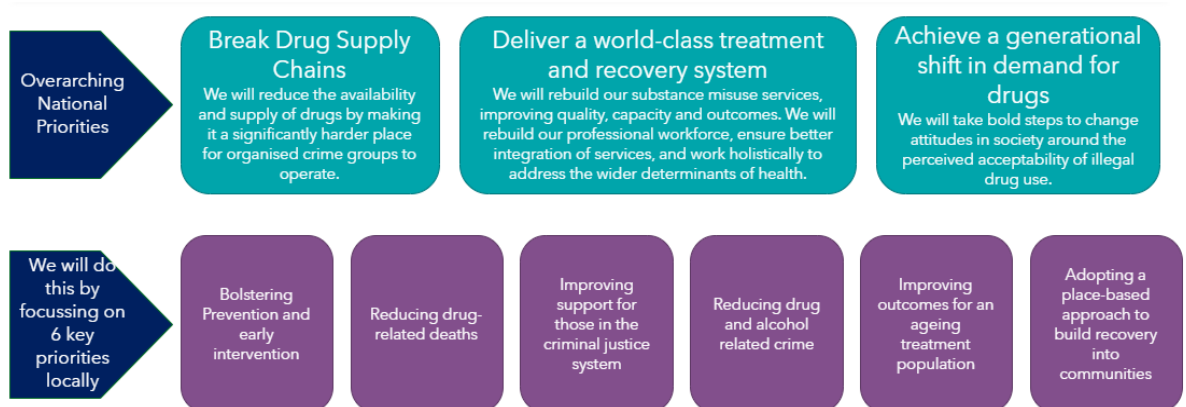 Overarching
National
Priorities
Break Drug Supply
Chains
We will reduce the availability
and supply of drugs by making
it a significantly harder place
for organised crime groups to
operate.
Deliver a world-class treatment
and recovery system
We will rebuild our substance misuse services,
improving quality, capacity and outcomes. We will
rebuild our professional workforce, ensure better
integration of services, and work holistically to
address the wider determinants of health.
Achieve a generational
shift in demand for
drugs
We will take bold steps to change
attitudes in society around the
perceived acceptability of illegal
drug use.
We will do
this by
focussing on
6 key
priorities
locally
Bolstering
Prevention and
early
intervention
Reducing drug-
related deaths
Improving
support for
those in the
criminal justice
system
Reducing drug
and alcohol
related crime
Improving
outcomes for an
ageing
treatment
population
Adopting a
place-based
approach to
build recovery
into
communities